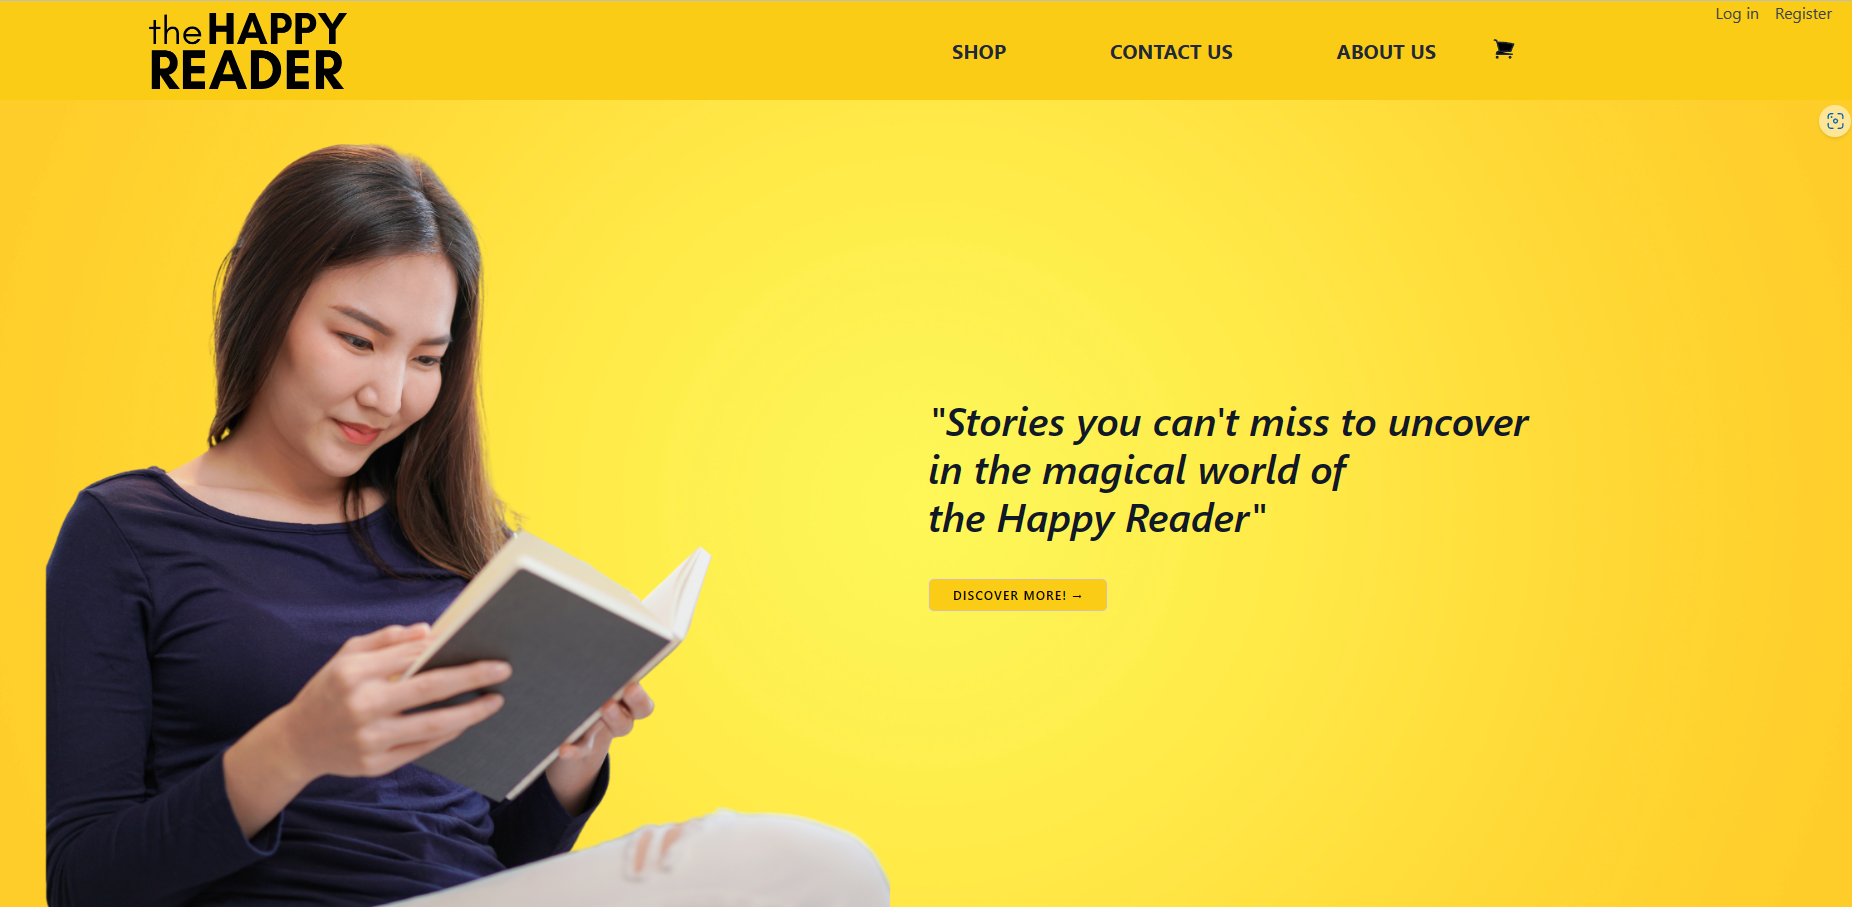 Log in Register
the HAPPY
READER
SHOP CONTACT US ABOUT US
"Stories you can't miss to uncover
in the magical world of
the Happy Reader"
DISCOVER MORE! →